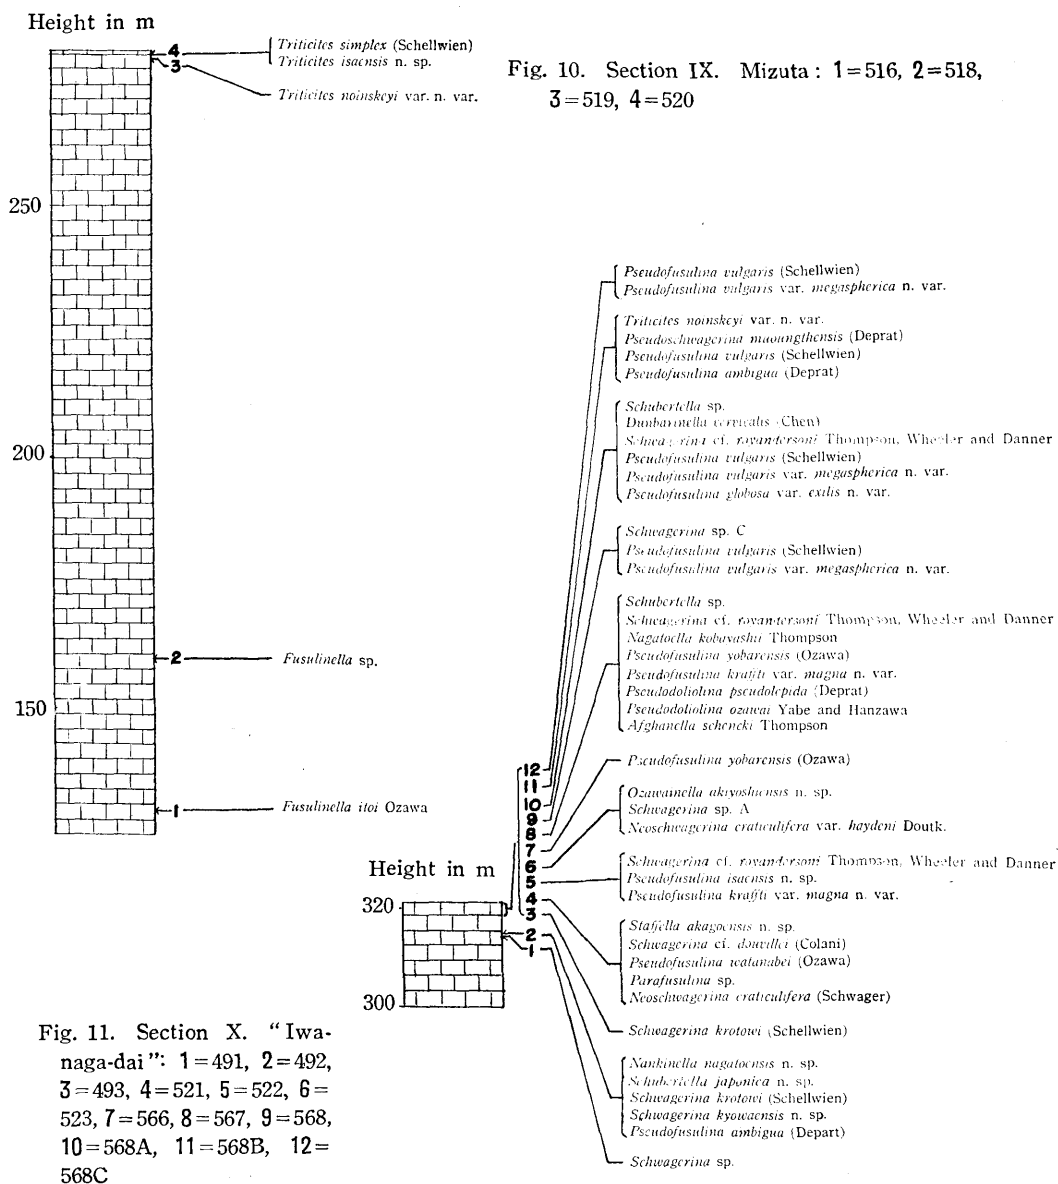 Height in m
4
3
Triticites simplex (Schellwien)
Triticites isaensis n. sp.
Triticites noinskeyi var. n. var.
Fig. 10. Section IX. Mizuta: 1=516, 2=518,
3=519, 4=520
250
200
2
Fusulinella sp.
150
1
Fusulinella itoi Ozawa
Pseudofusulina vulgaris (Schellwien)
Pseudofusulina vulgaris var. megaspherica n. var.
Triticites noinskeyi var. n. var.
Pseudoschwagerina muoungthensis (Deprat)
Pseudofusulina vulgaris (Schellwien)
Pseudofusulina ambigua (Deprat)
Schubertella sp.
Dunbarinella cervicalis (Chen)
Schwagerina cf. royandersoni Thompson, Wheeler and Danner
Pseudofusulina vulgaris (Schellwien)
Pseudofusulina vulgaris var. megaspherica n. var.
Pseudofusulina globosa var. exilis n. var.
Schwagerina sp. C
Pseudofusulina vulgaris (Schellwien)
Pseudofusulina vulgaris var. megaspherica n. var.
Schubertella sp.
Schwagerina cf. royandersoni Thompson, Wheeler and Danner
Nagatoella kobayashii Thompson
Pseudofusulina yobarensis (Ozawa)
Pseudofusulina kraffti var. magna n. var.
Pseudodoliolina pseudolepida (Deprat)
Pseudodoliolina ozawai Yabe and Hanzawa
Afghanella schencki Thompson
12
11
10
9
8
7
6
5
4
3
2
1
Pseudofusulina yobarensis (Ozawa)
Ozawainella akiyoshiensis n. sp.
Schwagerina sp. A
Neoschwagerina craticulifera var. haydeni Doutk.
Schwagerina cf. royandersoni Thompson, Wheeler and Danner
Pseudofusulina isaensis n. sp.
Pseudofusulina kraffti var. magna n. var.
Staffella akagoensis n. sp.
Schwagerina cf. douvillei (Colani)
Pseudofusulina watanabei (Ozawa)
Parafusulina sp.
Neoschwagerina craticulifera (Schwager)
Schwagerina krotowi (Schellwien)
Nankinella nagatoensis n. sp.
Schubertella japonica n. sp.
Schwagerina krotowi (Schellwien)
Schwagerina kyowaensis n. sp.
Pseudofusulina ambigua (Depart)
Schwagerina sp.
Height in m
320
300
Fig. 11. Section X. "Iwa-
naga-dai": 1=491, 2=492,
3=493, 4=521, 5=522, 6=
523, 7=566, 8=567, 9=568,
10=568A, 11=568B, 12=
568C